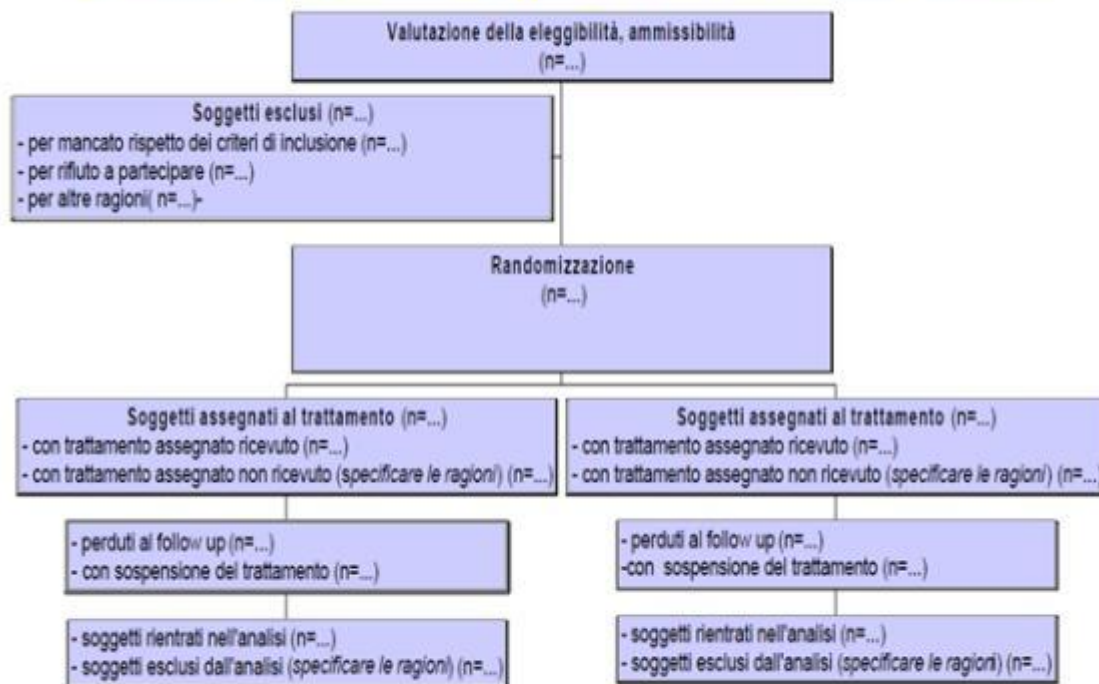 Valutazione della eleggibilità, ammissibilità
(n=...)
Soggetti esclusi (n=...)
- per mancato rispetto dei criteri di inclusione (n=...)
- per rifiuto a partecipare (n=...)
- per altre ragioni( n=...)-
Randomizzazione
(n=...)
Soggetti assegnati al trattamento (n=...)
- con trattamento assegnato ricevuto (n=...)
- con trattamento assegnato non ricevuto (specificare le ragioni) (n=...)
- perduti al follow up (n=...)
- con sospensione del trattamento (n=...)
- soggetti rientrati nell'analisi (n=...)
- soggetti esclusi dall'analisi (specificare le ragioni) (n=...)
Soggetti assegnati al trattamento (n=...)
- con trattamento assegnato ricevuto (n=...)
- con trattamento assegnato non ricevuto (specificare le ragioni) (n=...)
- perduti al follow up (n=...)
-con sospensione del trattamento (n=...)
- soggetti rientrati nell'analisi (n=...)
- soggetti esclusi dall'analisi (specificare le ragioni) (n=...)